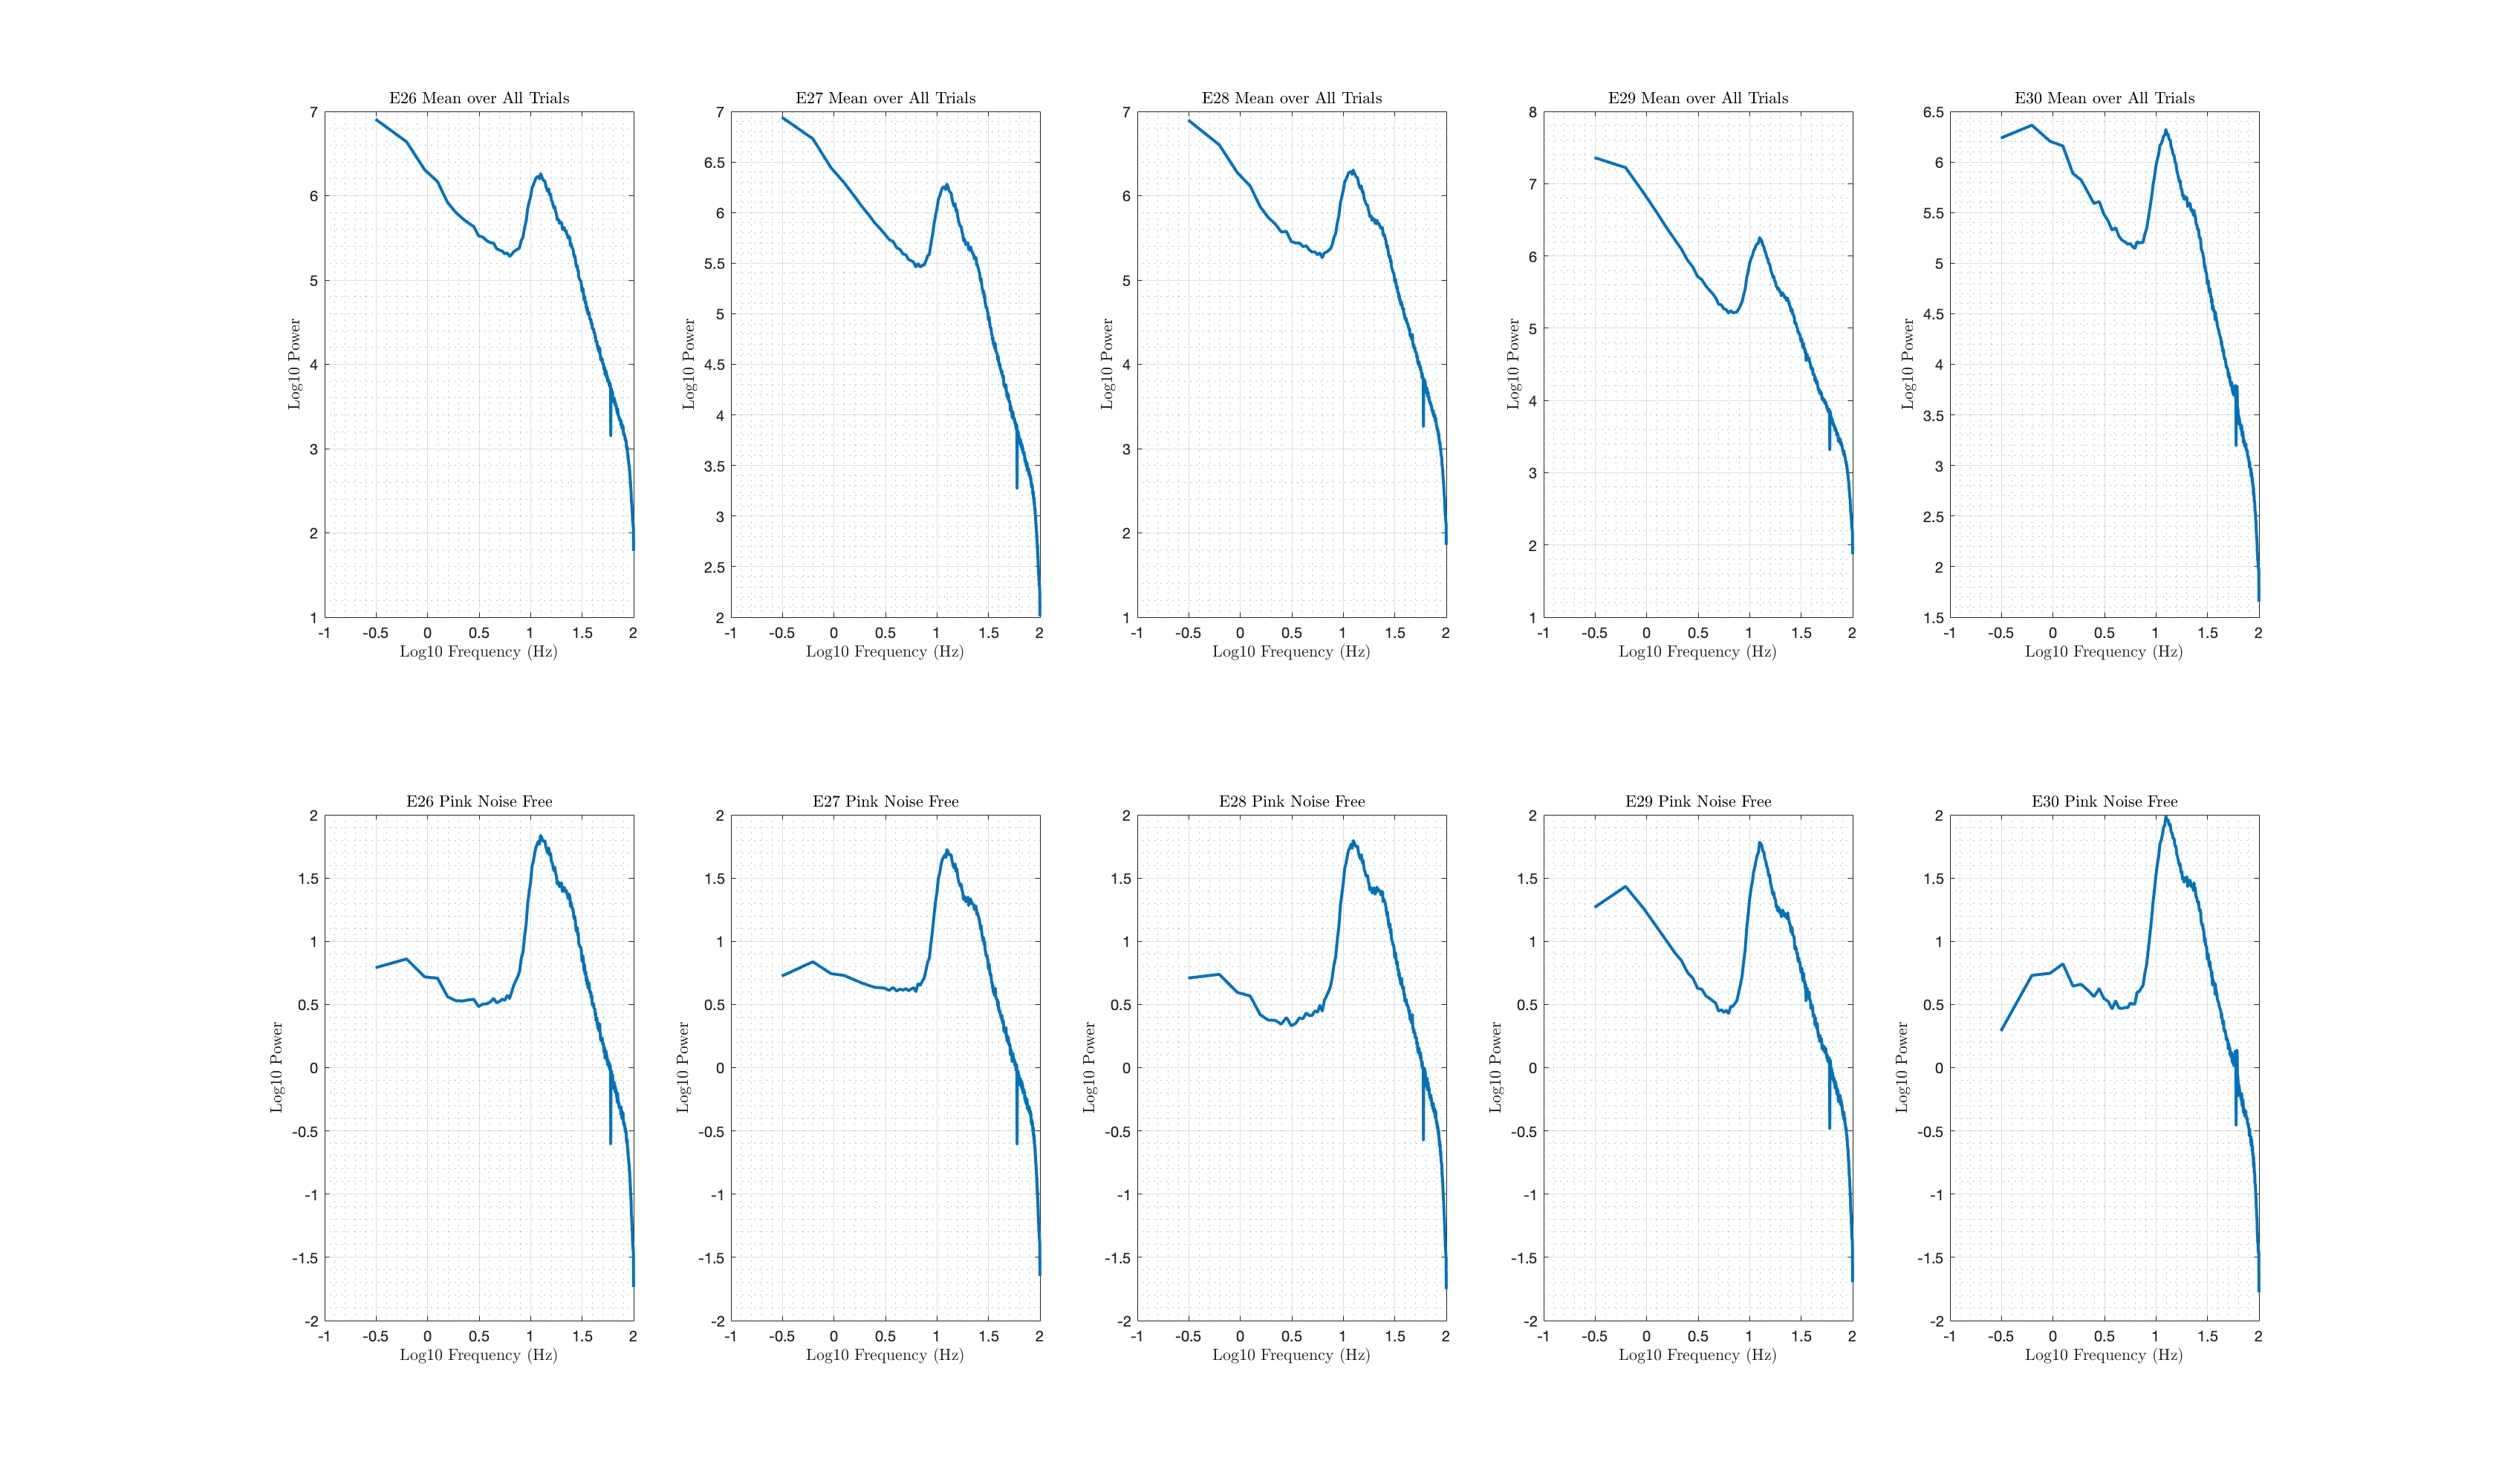 E26 Mean over All Trials
7
6
5
4
3
2
1
-1 -0.5 0 0.5 1 1.5 2
Log10 Frequency (Hz)
Log10 Power
E27 Mean over All Trials
7
6.5
6
5.5
5
4.5
4
3.5
3
2.5
2
-1 -0.5 0 0.5 1 1.5 2
Log10 Frequency (Hz)
Log10 Power
E28 Mean over All Trials
7
6
5
4
3
2
1
-1 -0.5 0 0.5 1 1.5 2
Log10 Frequency (Hz)
Log10 Power
E29 Mean over All Trials
8
7
6
5
4
3
2
1
-1 -0.5 0 0.5 1 1.5 2
Log10 Frequency (Hz)
Log10 Power
E30 Mean over All Trials
6.5
6
5.5
5
4.5
4
3.5
3
2.5
2
1.5
-1 -0.5 0 0.5 1 1.5 2
Log10 Frequency (Hz)
Log10 Power
E26 Pink Noise Free
2
1.5
1
0.5
0
-0.5
-1
-1.5
-2
-1 -0.5 0 0.5 1 1.5 2
Log10 Frequency (Hz)
Log10 Power
E27 Pink Noise Free
2
1.5
1
0.5
0
-0.5
-1
-1.5
-2
-1 -0.5 0 0.5 1 1.5 2
Log10 Frequency (Hz)
Log10 Power
E28 Pink Noise Free
2
1.5
1
0.5
0
-0.5
-1
-1.5
-2
-1 -0.5 0 0.5 1 1.5 2
Log10 Frequency (Hz)
Log10 Power
E29 Pink Noise Free
2
1.5
1
0.5
0
-0.5
-1
-1.5
-2
-1 -0.5 0 0.5 1 1.5 2
Log10 Frequency (Hz)
Log10 Power
E30 Pink Noise Free
2
1.5
1
0.5
0
-0.5
-1
-1.5
-2
-1 -0.5 0 0.5 1 1.5 2
Log10 Frequency (Hz)
Log10 Power